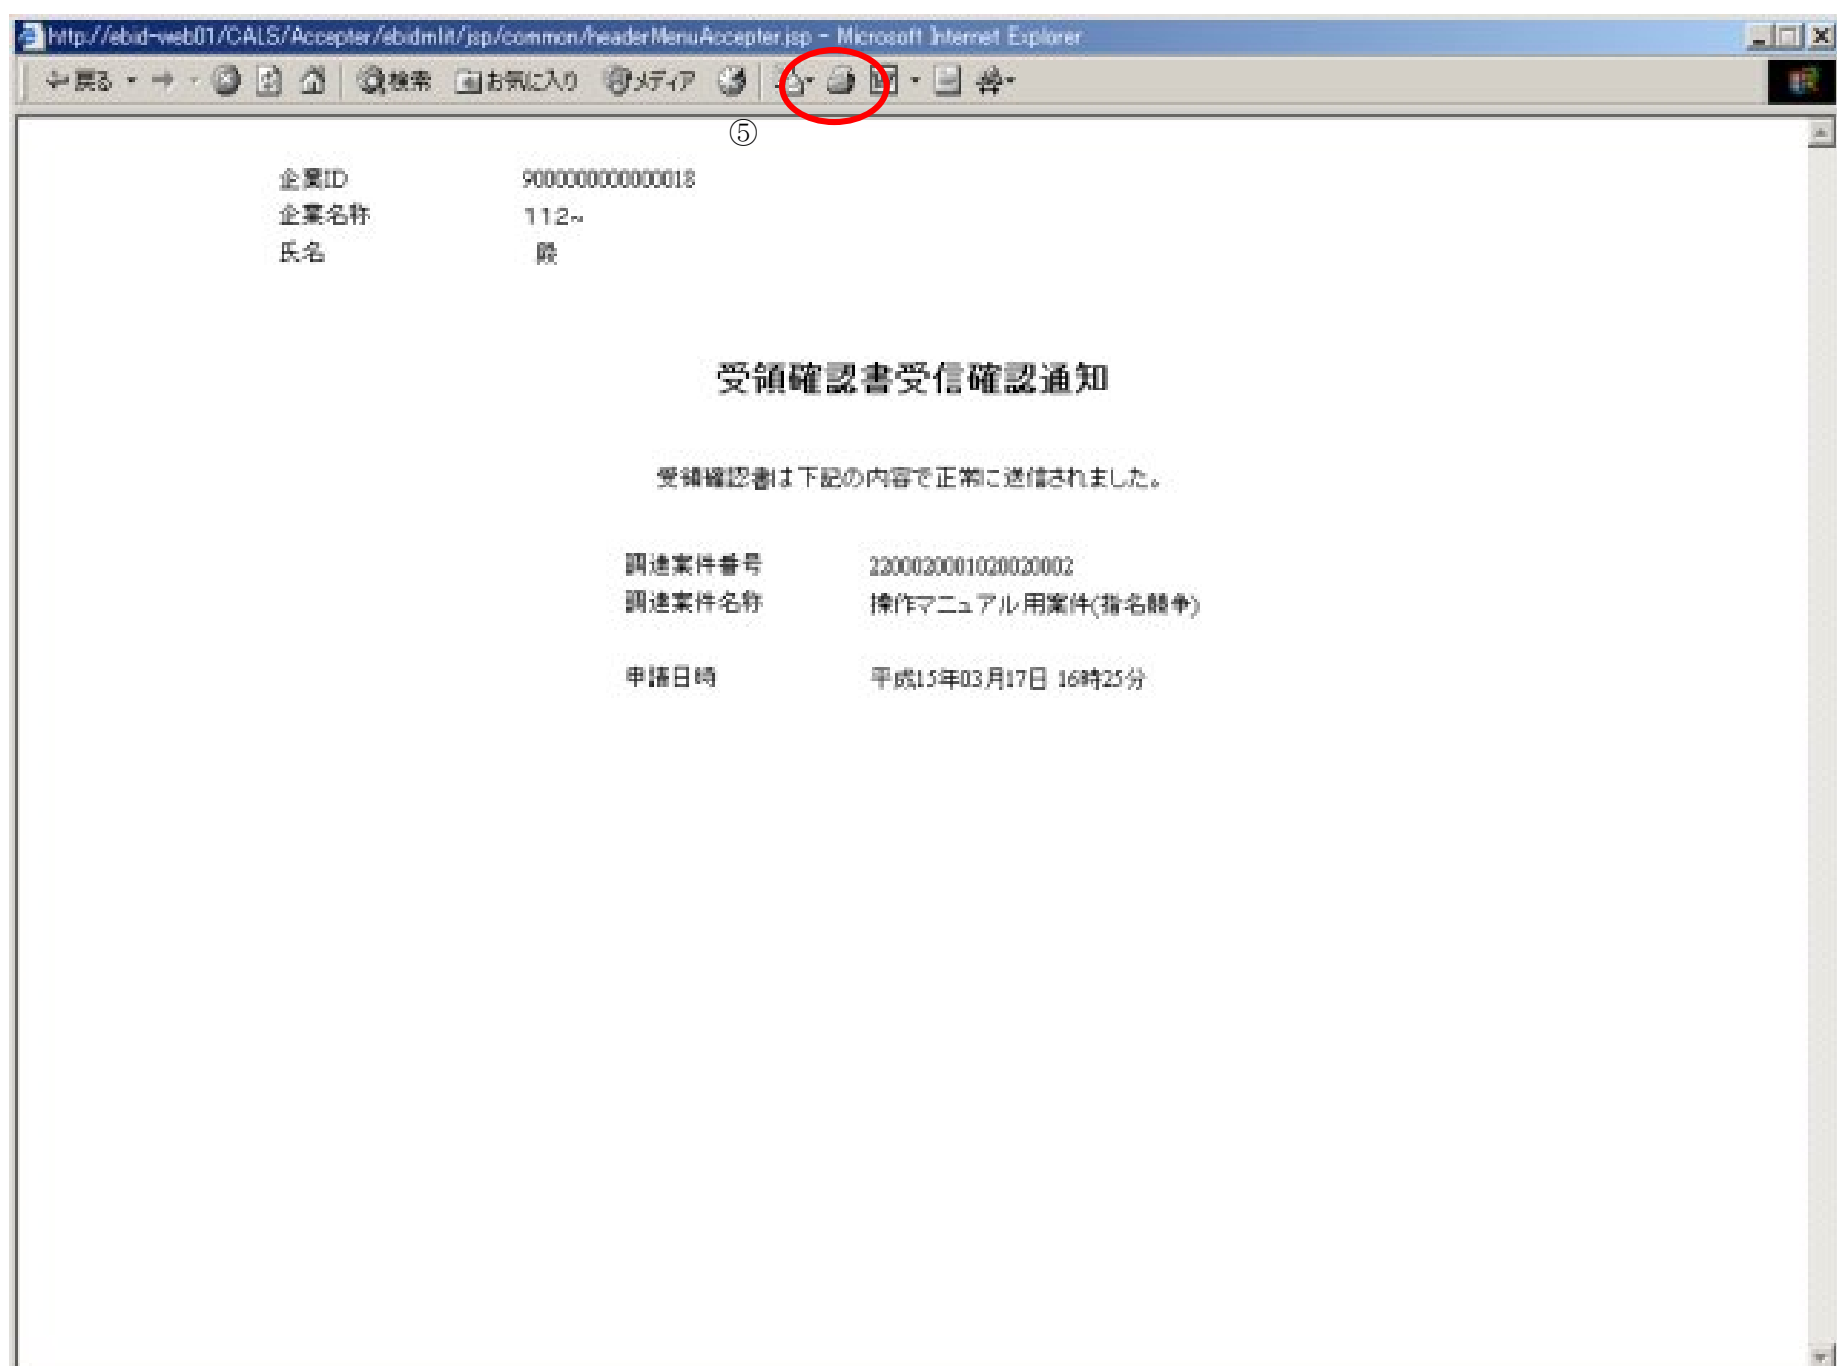 http://ebid-web01/CALS/Accepter/ebidmlit/jsp/common/headerMenuAccepter.jsp - Microsoft Internet Explorer
戻る 検索 お気に入り メディア
⑤
企業ID 9000000000000018
企業名称 112~
氏名
受領確認書受信確認通知
受領確認書は下記の内容で正常に送信されました。
調達案件番号 2200020001020020002
調達案件名称 操作マニュアル用案件(指名競争)
申請日時 平成15年03月17日 16時25分